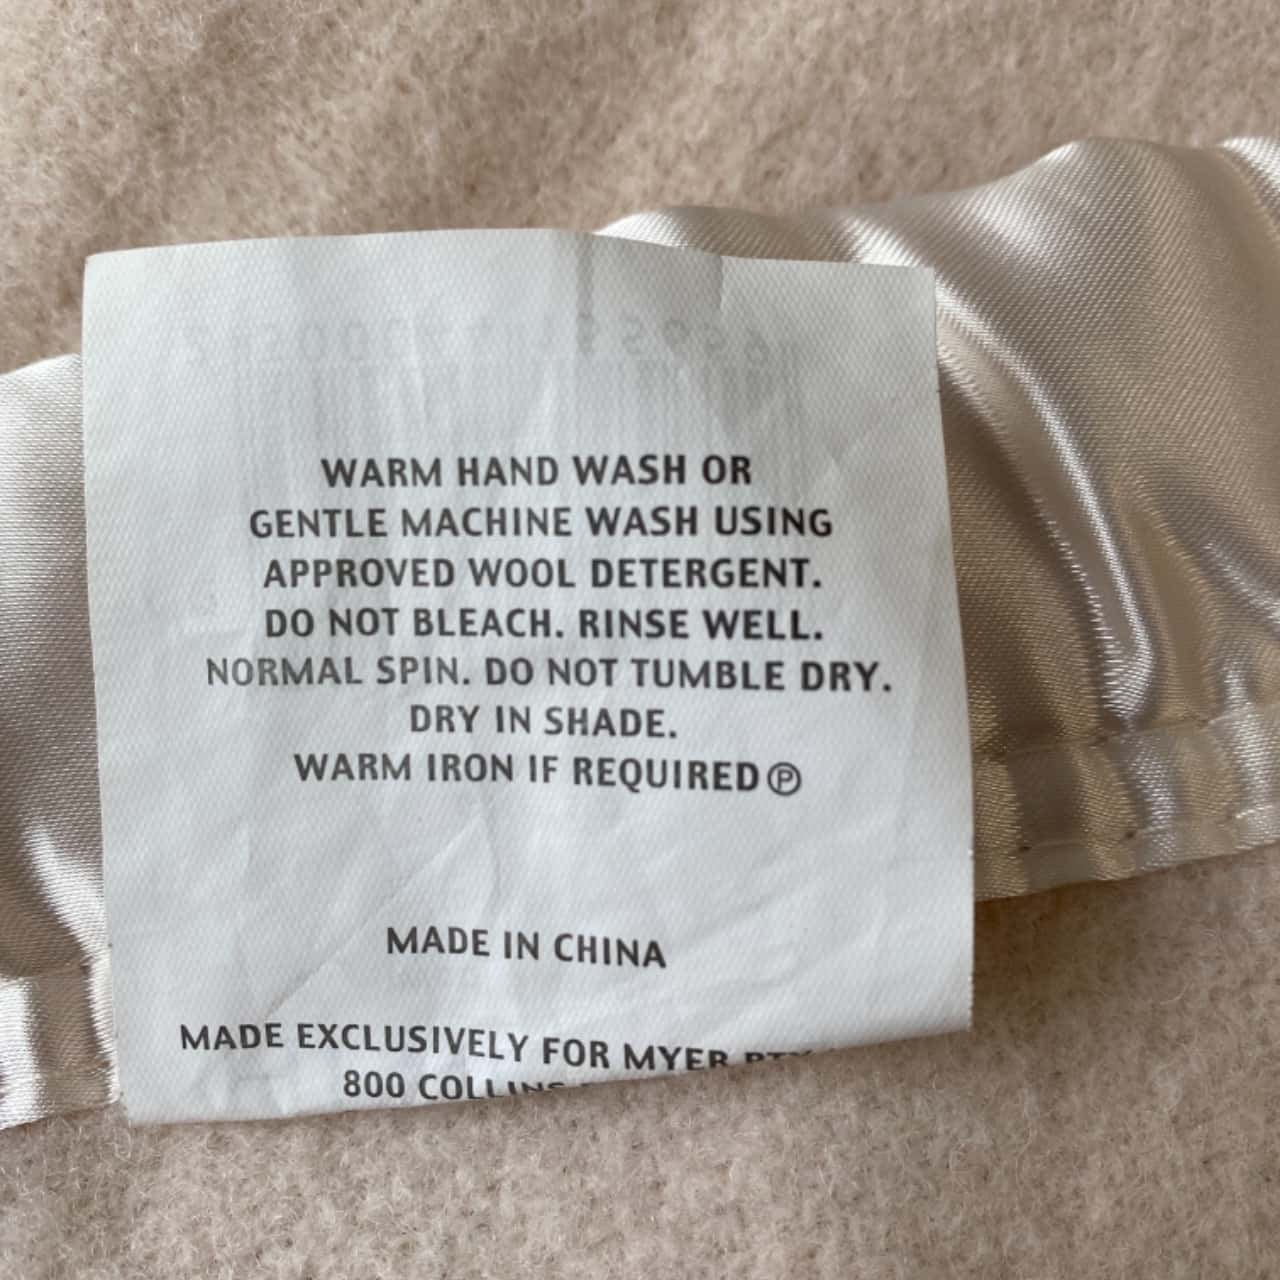 WARM HAND WASH OR
GENTLE MACHINE WASH USING
APPROVED WOOL DETERGENT.
DO NOT BLEACH. RINSE WELL.
NORMAL SPIN. DO NOT TUMBLE DRY.
DRY IN SHADE.
WARM IRON IF REQUIRED Ⓟ
MADE IN CHINA
MADE EXCLUSIVELY FOR MYER
800 COLLINS